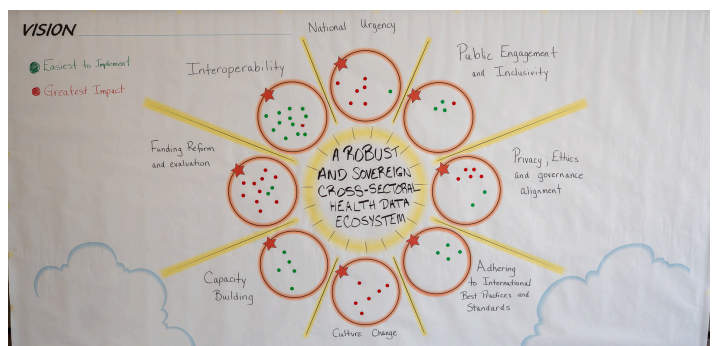 VISION
Easiest to Implement
Greatest Impact
National Urgency
Public Engagement
and Inclusivity
Interoperability
Funding Reform
and evaluation
A ROBUST
AND SOVEREIGN
CROSS-SECTORAL
HEALTH DATA
ECOSYSTEM
Privacy, Ethics
and governance
alignment
Capacity
Building
Adhering
to International
Best Practices and
Standards
Culture Change